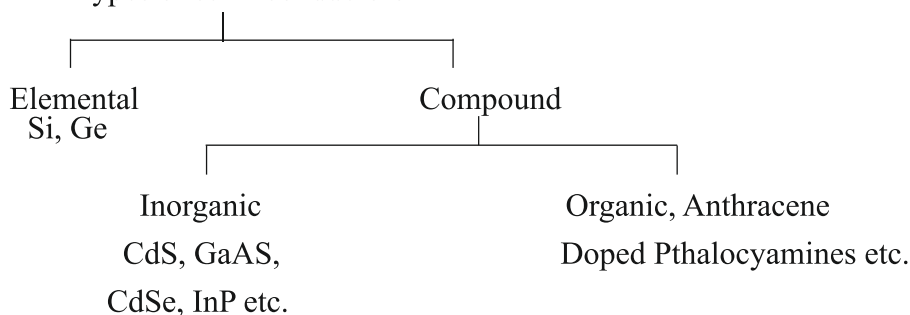 Elemental
Si, Ge
Compound
Inorganic
CdS, GaAS,
CdSe, InP etc.
Organic, Anthracene
Doped Pthalocyamines etc.